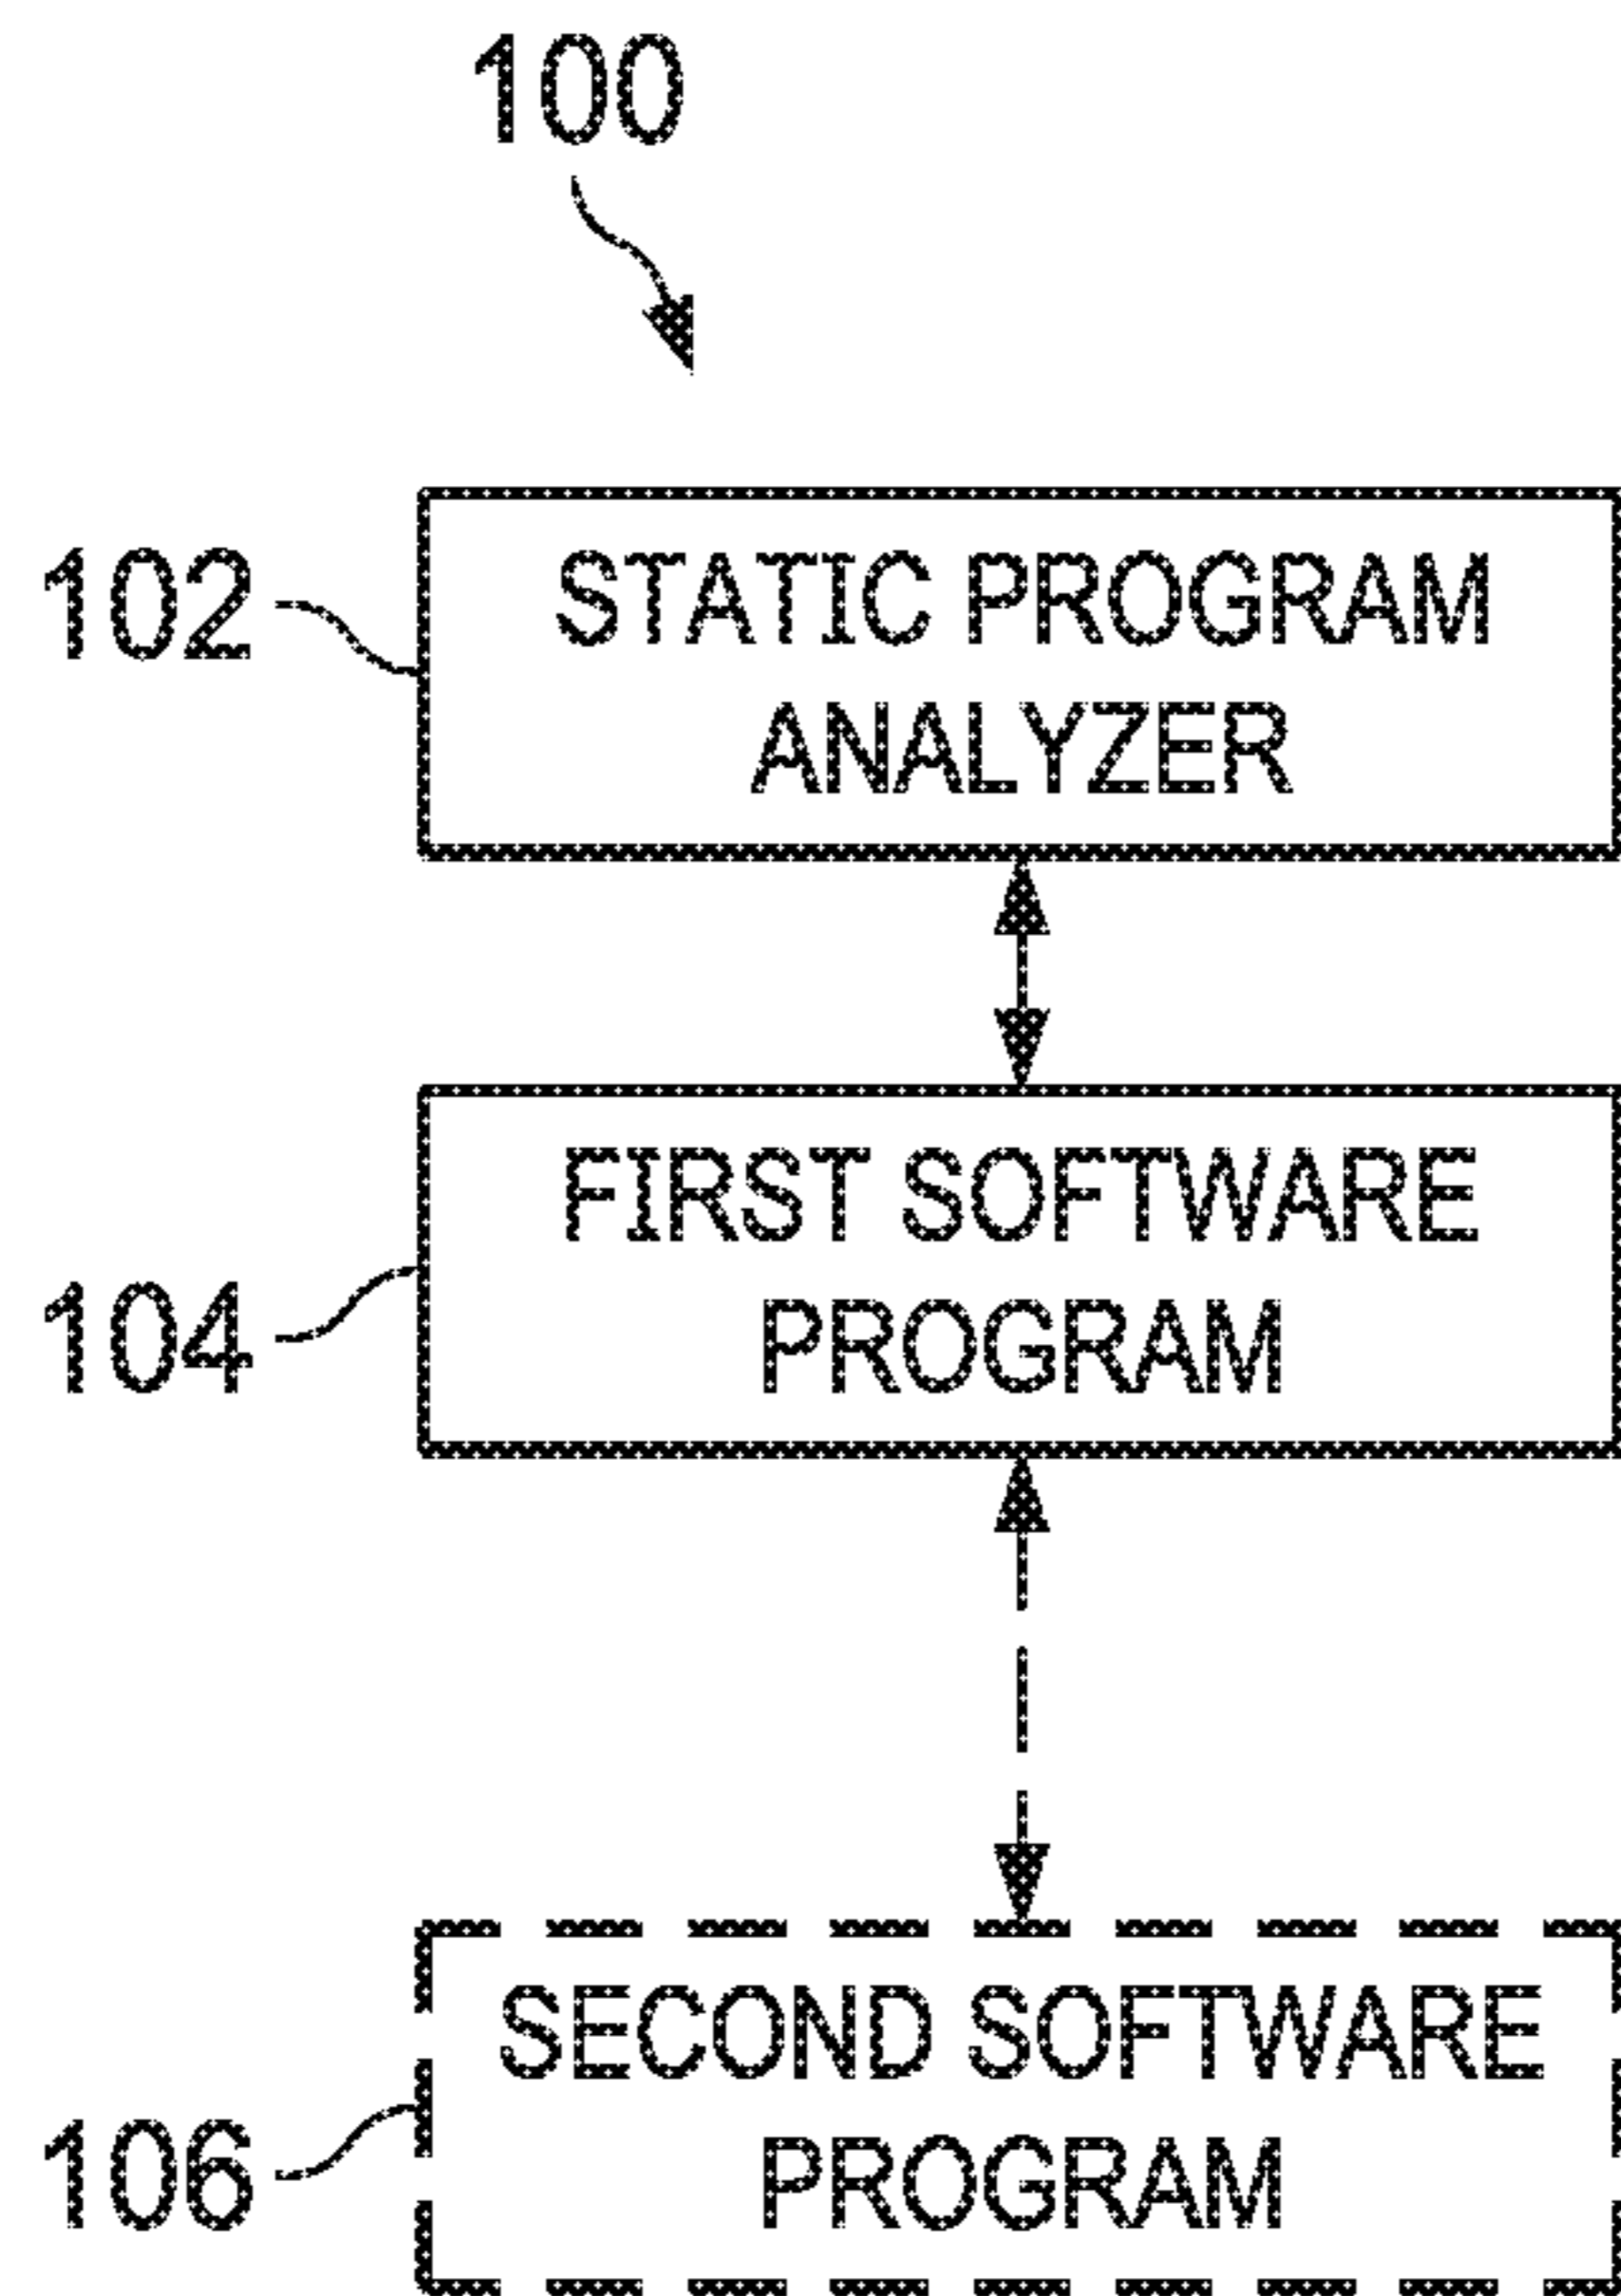 100
102
STATIC PROGRAM
ANALYZER
104
FIRST SOFTWARE
PROGRAM
106
SECOND SOFTWARE
PROGRAM